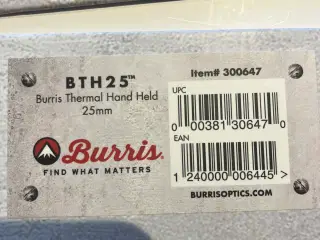 BTH25™
Burris Thermal Hand Held
25mm
Burris.
FIND WHAT MATTERS
Item# 300647
UPC
0 00381 30647 0
EAN
1 240000 006445 >
BURRISOPTICS.COM